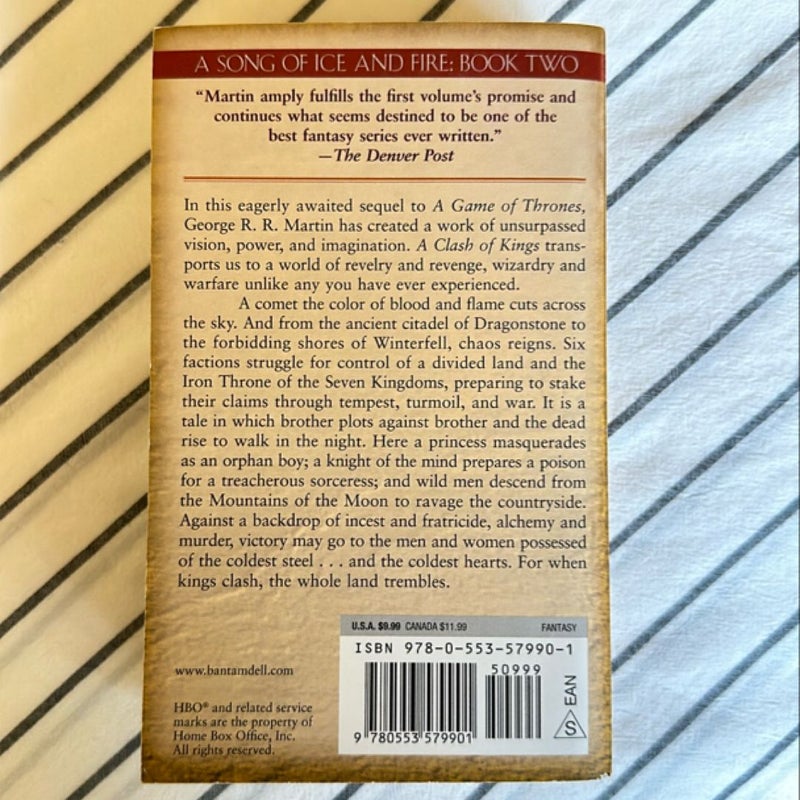 A SONG OF ICE AND FIRE: BOOK TWO
“Martin amply fulfills the first volume’s promise and
continues what seems destined to be one of the
best fantasy series ever written.”
—The Denver Post
In this eagerly awaited sequel to A Game of Thrones,
George R. R. Martin has created a work of unsurpassed
vision, power, and imagination. A Clash of Kings trans-
ports us to a world of revelry and revenge, wizardry and
warfare unlike any you have ever experienced.
A comet the color of blood and flame cuts across
the sky. And from the ancient citadel of Dragonstone to
the forbidding shores of Winterfell, chaos reigns. Six
factions struggle for control of a divided land and the
Iron Throne of the Seven Kingdoms, preparing to stake
their claims through tempest, turmoil, and war. It is a
tale in which brother plots against brother and the dead
rise to walk in the night. Here a princess masquerades
as an orphan boy; a knight of the mind prepares a poison
for a treacherous sorceress; and wild men descend from
the Mountains of the Moon to ravage the countryside.
Against a backdrop of incest and fratricide, alchemy and
murder, victory may go to the men and women possessed
of the coldest steel . . . and the coldest hearts. For when
kings clash, the whole land trembles.
U.S.A. $9.99 CANADA $11.99 FANTASY
ISBN 978-0-553-57990-1
50999
9 780553 579901
S EAN
www.bantamdell.com
HBO® and related service
marks are the property of
Home Box Office, Inc.
All rights reserved.